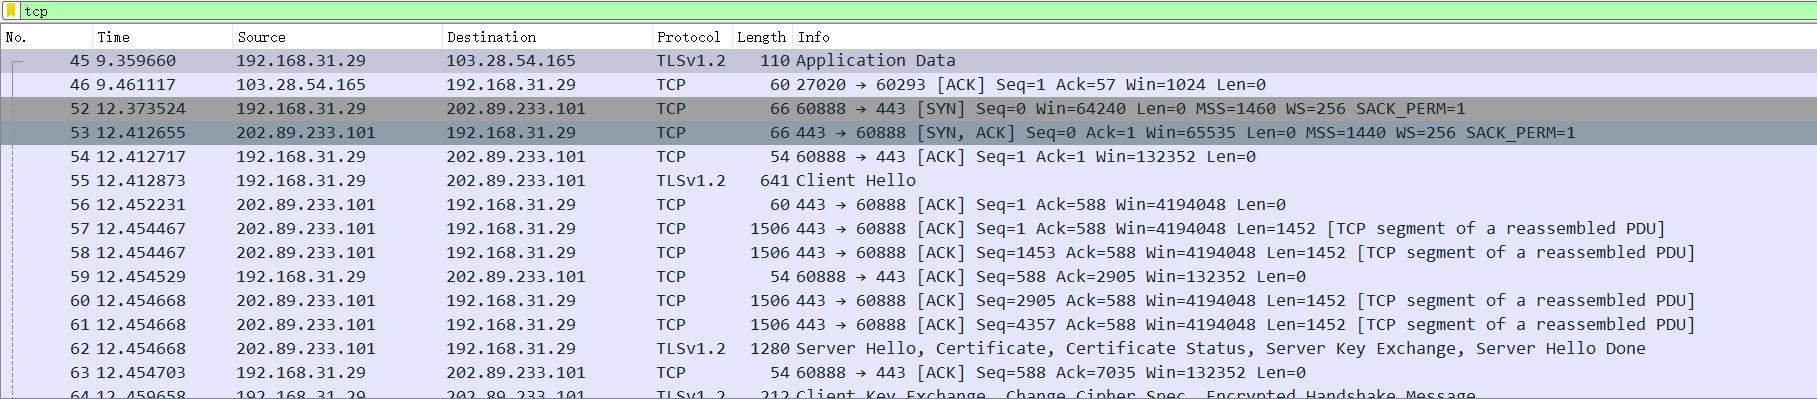 tcp
No. Time Source Destination Protocol Length Info
45 9.359660 192.168.31.29 103.28.54.165 TLSv1.2 110 Application Data
46 9.461117 103.28.54.165 192.168.31.29 TCP 60 27020 → 60293 [ACK] Seq=1 Ack=57 Win=1024 Len=0
52 12.373524 192.168.31.29 202.89.233.101 TCP 66 60888 → 443 [SYN] Seq=0 Win=64240 Len=0 MSS=1460 WS=256 SACK_PERM=1
53 12.412655 202.89.233.101 192.168.31.29 TCP 66 443 → 60888 [SYN, ACK] Seq=0 Ack=1 Win=65535 Len=0 MSS=1440 WS=256 SACK_PERM=1
54 12.412717 192.168.31.29 202.89.233.101 TCP 54 60888 → 443 [ACK] Seq=1 Ack=1 Win=132352 Len=0
55 12.412873 192.168.31.29 202.89.233.101 TLSv1.2 641 Client Hello
56 12.452231 202.89.233.101 192.168.31.29 TCP 60 443 → 60888 [ACK] Seq=1 Ack=588 Win=4194048 Len=0
57 12.454467 202.89.233.101 192.168.31.29 TCP 1506 443 → 60888 [ACK] Seq=1 Ack=588 Win=4194048 Len=1452 [TCP segment of a reassembled PDU]
58 12.454467 202.89.233.101 192.168.31.29 TCP 1506 443 → 60888 [ACK] Seq=1453 Ack=588 Win=4194048 Len=1452 [TCP segment of a reassembled PDU]
59 12.454529 192.168.31.29 202.89.233.101 TCP 54 60888 → 443 [ACK] Seq=588 Ack=2905 Win=132352 Len=0
60 12.454668 202.89.233.101 192.168.31.29 TCP 1506 443 → 60888 [ACK] Seq=2905 Ack=588 Win=4194048 Len=1452 [TCP segment of a reassembled PDU]
61 12.454668 202.89.233.101 192.168.31.29 TCP 1506 443 → 60888 [ACK] Seq=4357 Ack=588 Win=4194048 Len=1452 [TCP segment of a reassembled PDU]
62 12.454668 202.89.233.101 192.168.31.29 TLSv1.2 1280 Server Hello, Certificate, Certificate Status, Server Key Exchange, Server Hello Done
63 12.454703 192.168.31.29 202.89.233.101 TCP 54 60888 → 443 [ACK] Seq=588 Ack=7035 Win=132352 Len=0
64 12.459658 192.168.31.29 202.89.233.101 TLSv1.2 212 Client Key Exchange, Change Cipher Spec, Encrypted Handshake Message